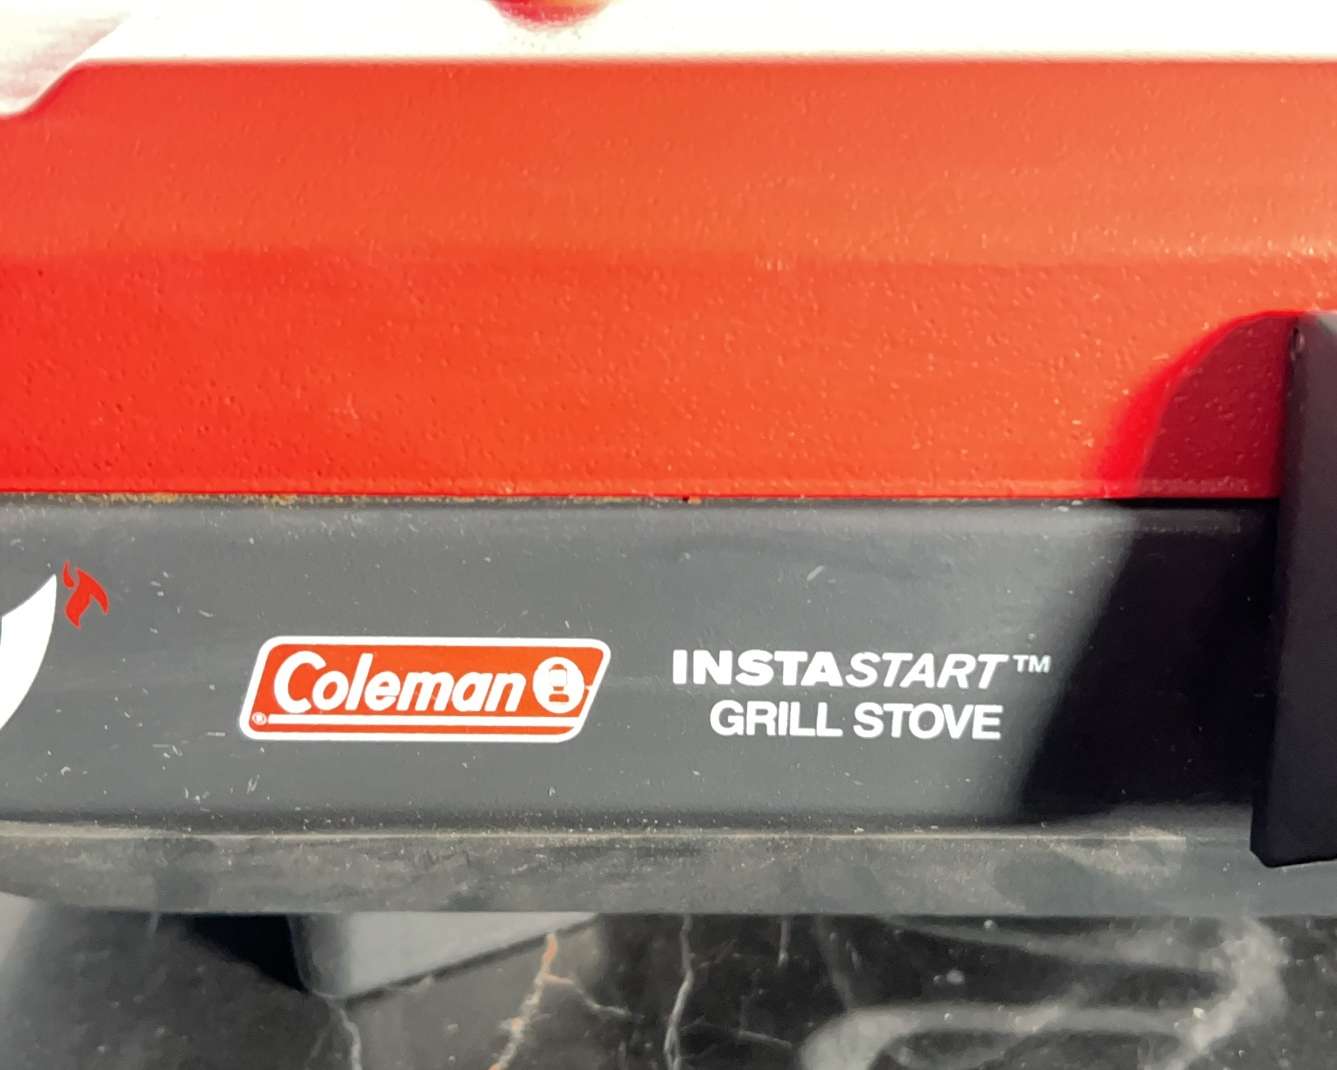 Coleman
®
INSTASTART™
GRILL STOVE